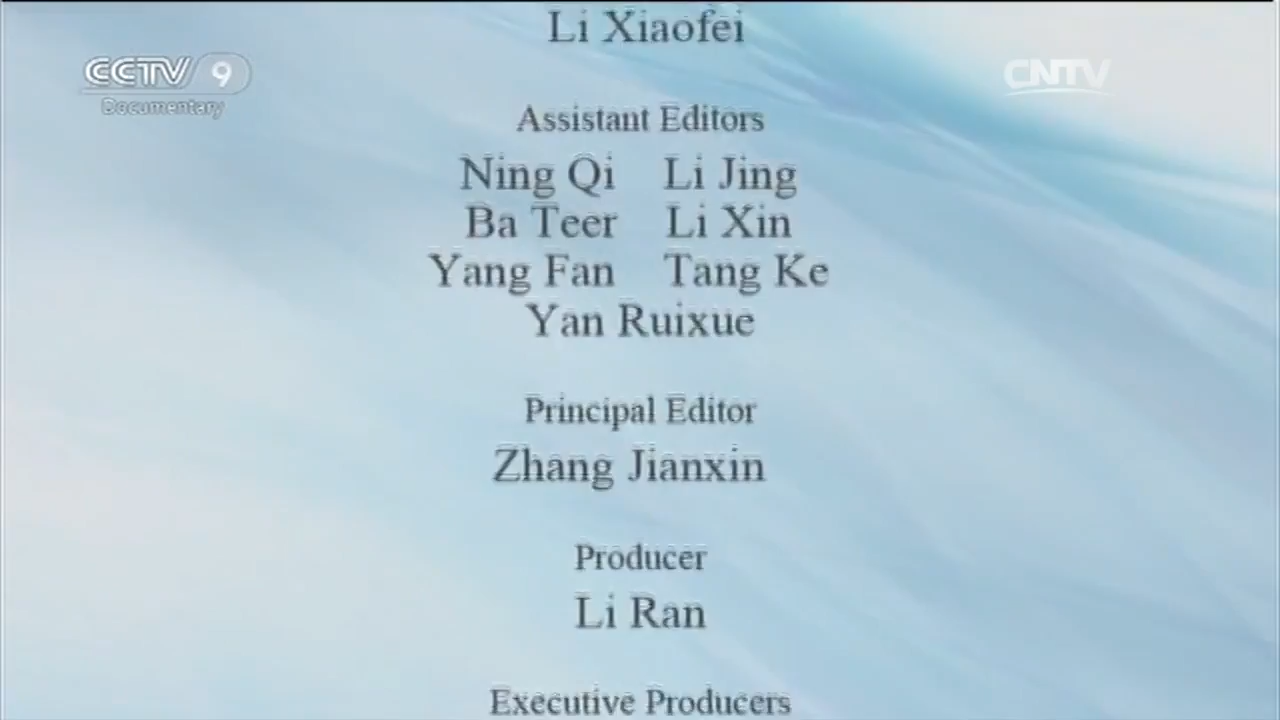 Li Xiaofei
CCTV 9
Documentary
CNTV
Assistant Editors
Ning Qi Li Jing
Ba Teer Li Xin
Yang Fan Tang Ke
Yan Ruixue
Principal Editor
Zhang Jianxin
Producer
Li Ran
Executive Producers